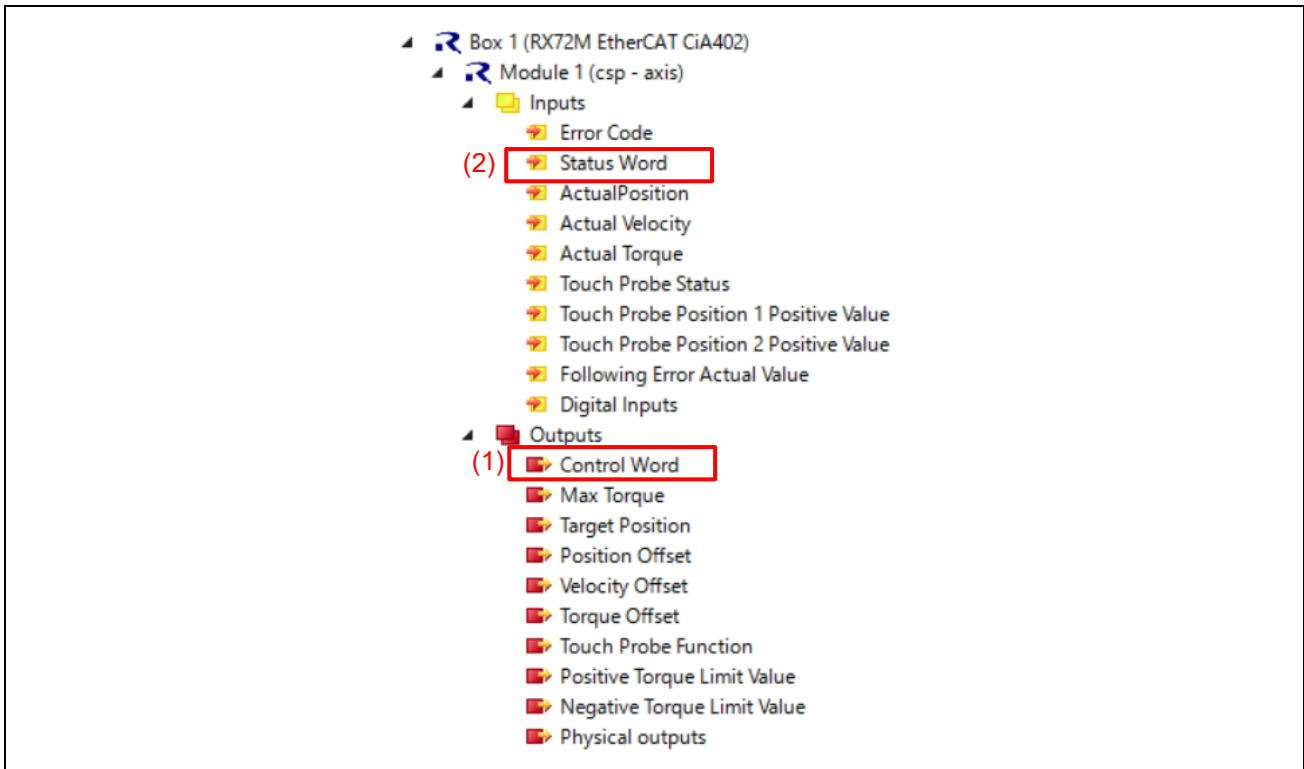 Box 1 (RX72M EtherCAT CiA402)
Module 1 (csp - axis)
Inputs
Error Code
(2) Status Word
ActualPosition
Actual Velocity
Actual Torque
Touch Probe Status
Touch Probe Position 1 Positive Value
Touch Probe Position 2 Positive Value
Following Error Actual Value
Digital Inputs
Outputs
(1) Control Word
Max Torque
Target Position
Position Offset
Velocity Offset
Torque Offset
Touch Probe Function
Positive Torque Limit Value
Negative Torque Limit Value
Physical outputs